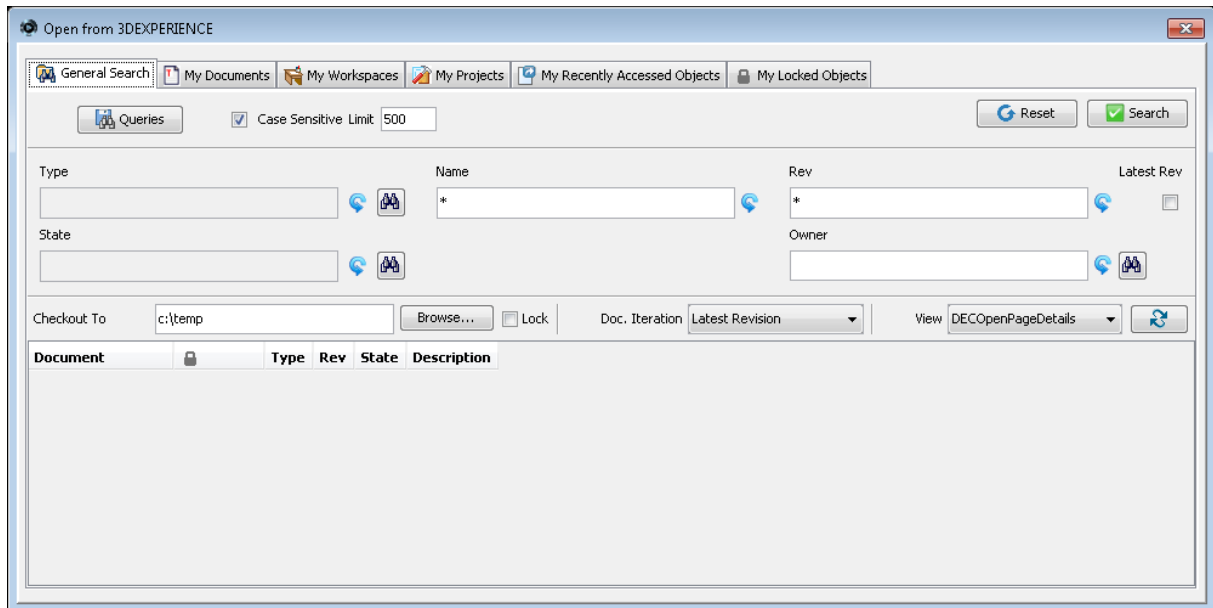 Open from 3DEXPERIENCE
General Search My Documents My Workspaces My Projects My Recently Accessed Objects My Locked Objects
Queries Case Sensitive Limit 500 Reset Search
Type Name Rev Latest Rev
* *
State Owner
Checkout To c:\temp Browse... Lock Doc. Iteration Latest Revision View DECOpenPageDetails
Document Type Rev State Description